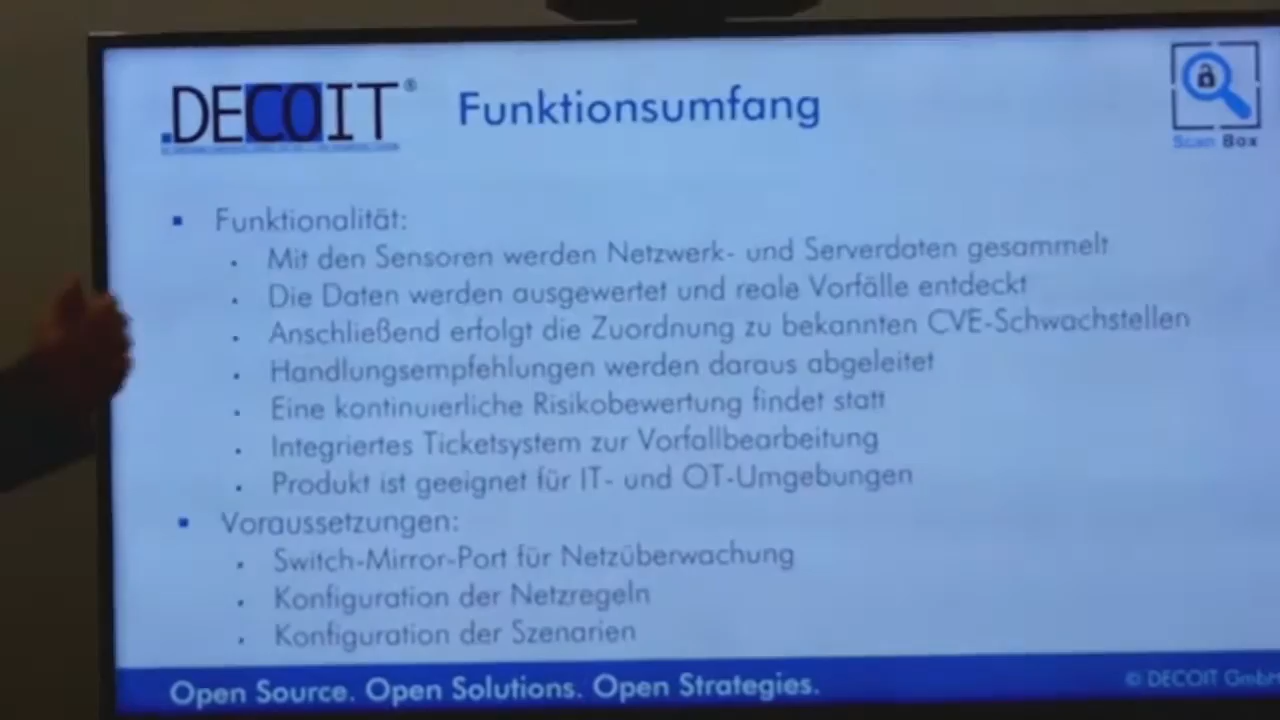 .DECOIT®
Funktionsumfang
Scan Box
Funktionalität:
Mit den Sensoren werden Netzwerk- und Serverdaten gesammelt
Die Daten werden ausgewertet und reale Vorfälle entdeckt
Anschließend erfolgt die Zuordnung zu bekannten CVE-Schwachstellen
Handlungsempfehlungen werden daraus abgeleitet
Eine kontinuierliche Risikobewertung findet statt
Integriertes Ticketsystem zur Vorfallbearbeitung
Produkt ist geeignet für IT- und OT-Umgebungen
Voraussetzungen:
Switch-Mirror-Port für Netzüberwachung
Konfiguration der Netzregeln
Konfiguration der Szenarien
Open Source. Open Solutions. Open Strategies.
© DECOIT GmbH